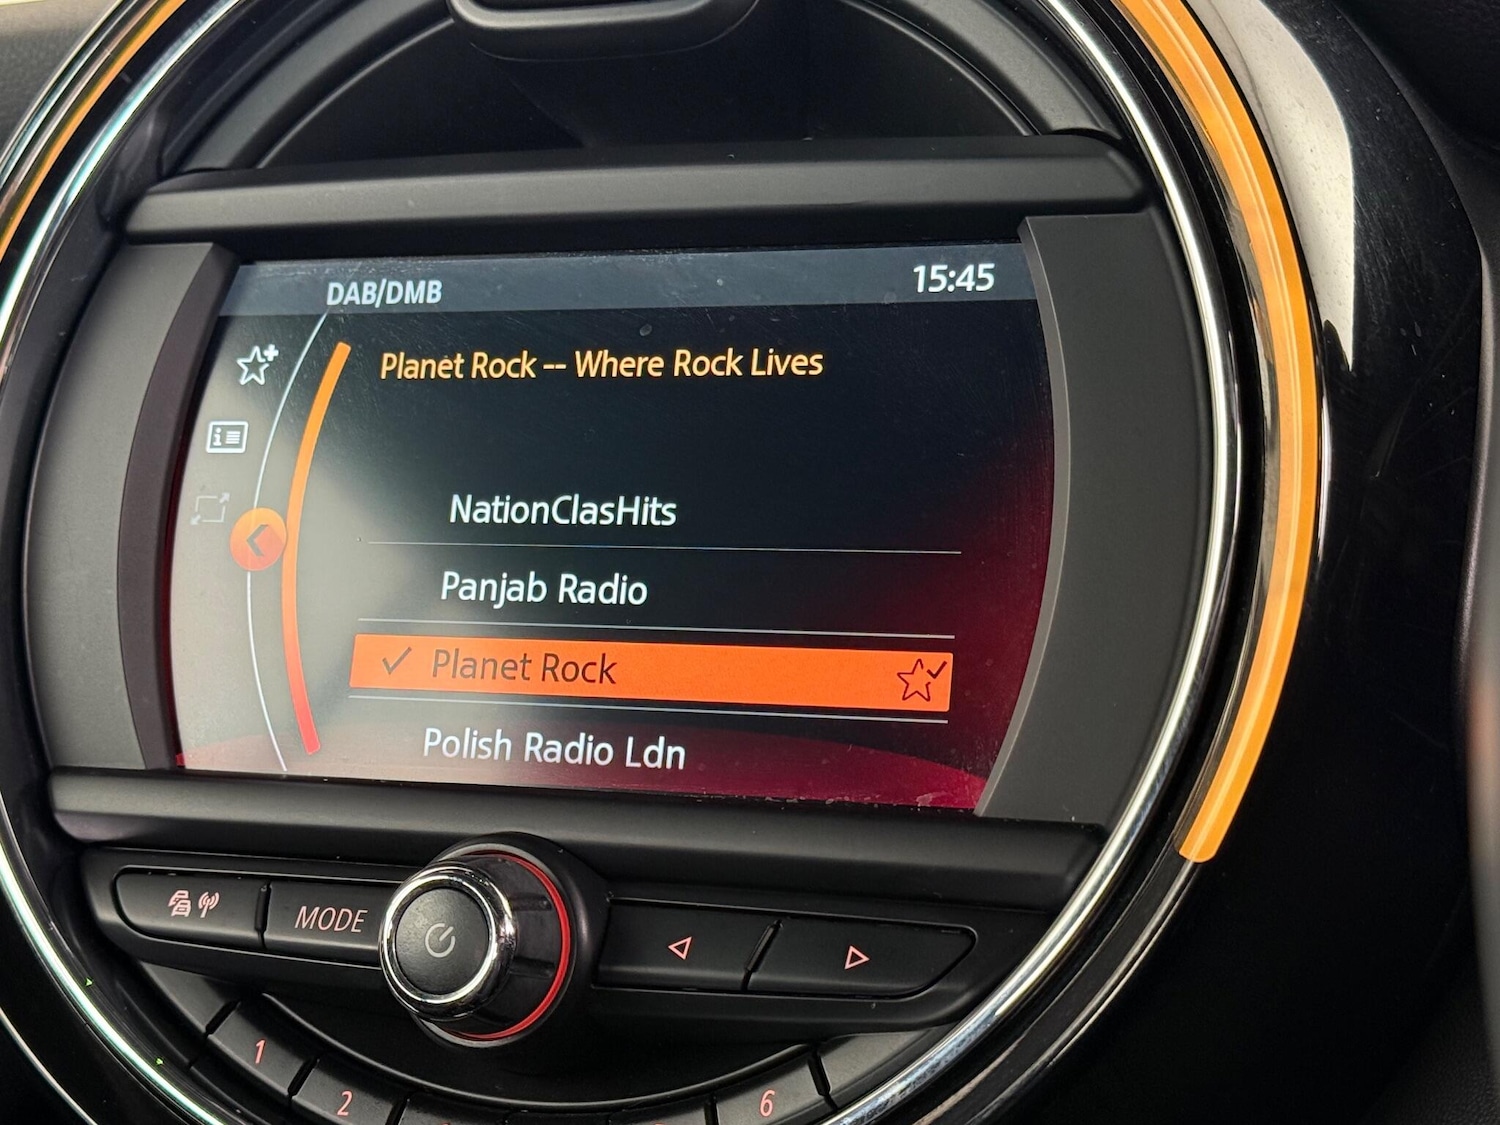 DAB/DMB 15:45
Planet Rock -- Where Rock Lives
NationClasHits
Panjab Radio
Planet Rock
Polish Radio Ldn
MODE
1
2
6